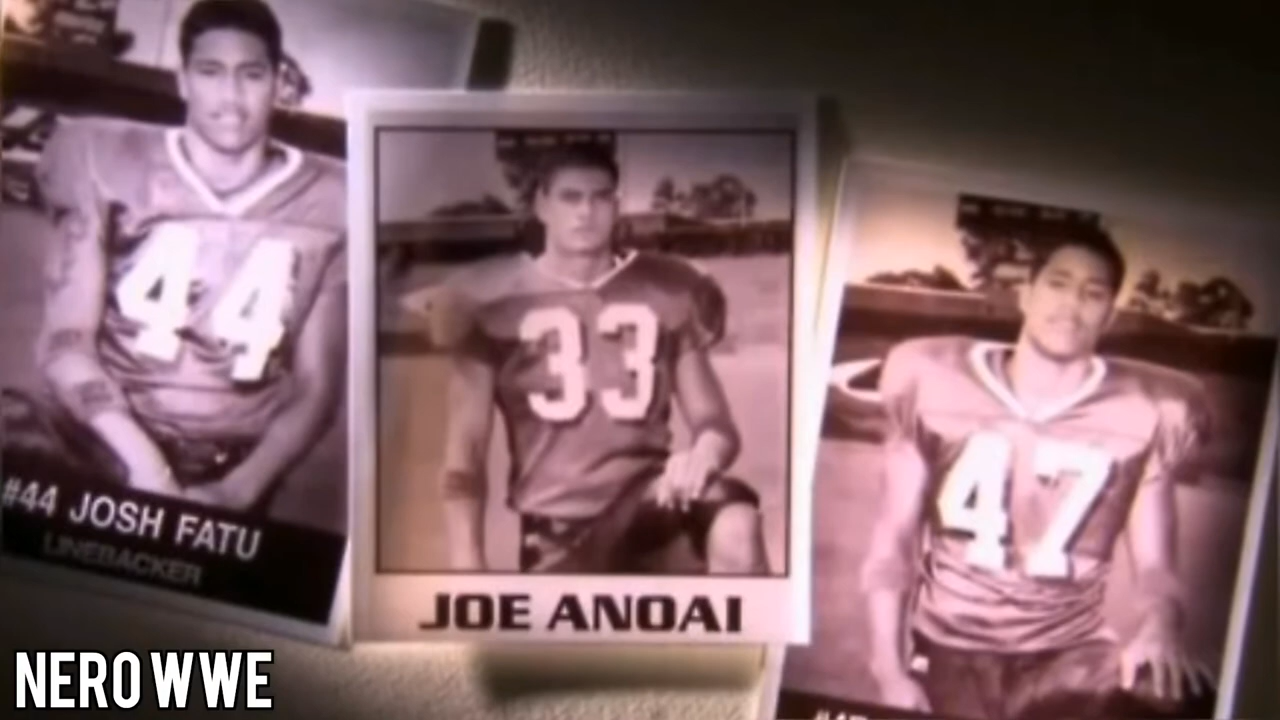 44
#44 JOSH FATU
LINEBACKER
33
JOE ANOAI
47
NERO WWE